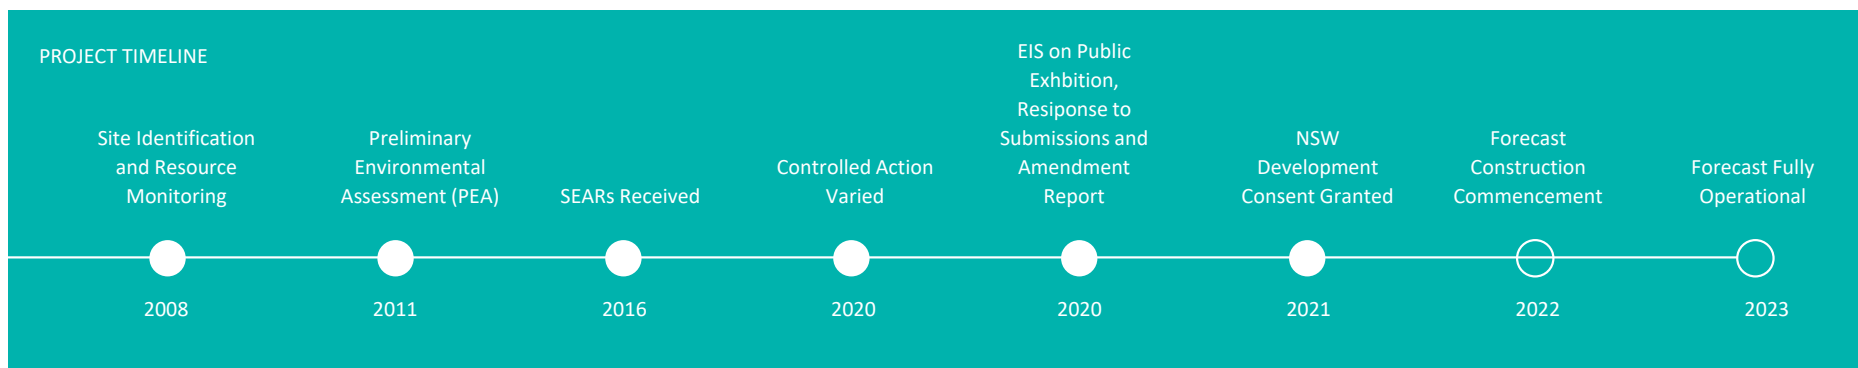 PROJECT TIMELINE
Site Identification
and Resource
Monitoring
Preliminary
Environmental
Assessment (PEA)
SEARs Received
Controlled Action
Varied
EIS on Public
Exhbition,
Resiponse to
Submissions and
Amendment
Report
NSW
Development
Consent Granted
Forecast
Construction
Commencement
Forecast Fully
Operational
2008
2011
2016
2020
2020
2021
2022
2023